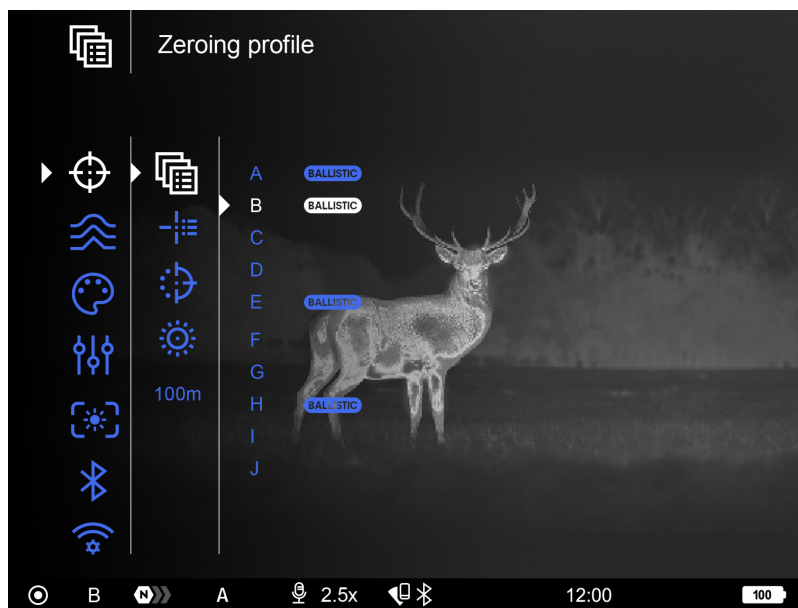 Zeroing profile
A BALLISTIC
B BALLISTIC
C
D
E BALLISTIC
F
100m
G
H BALLISTIC
I
J
B N A 2.5x 12:00 100